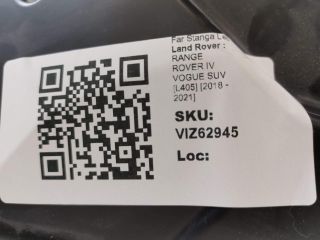 Far Stanga
Land Rover :
RANGE
ROVER IV
VOGUE SUV
[L405] [2018 -
2021]
SKU:
VIZ62945
Loc: